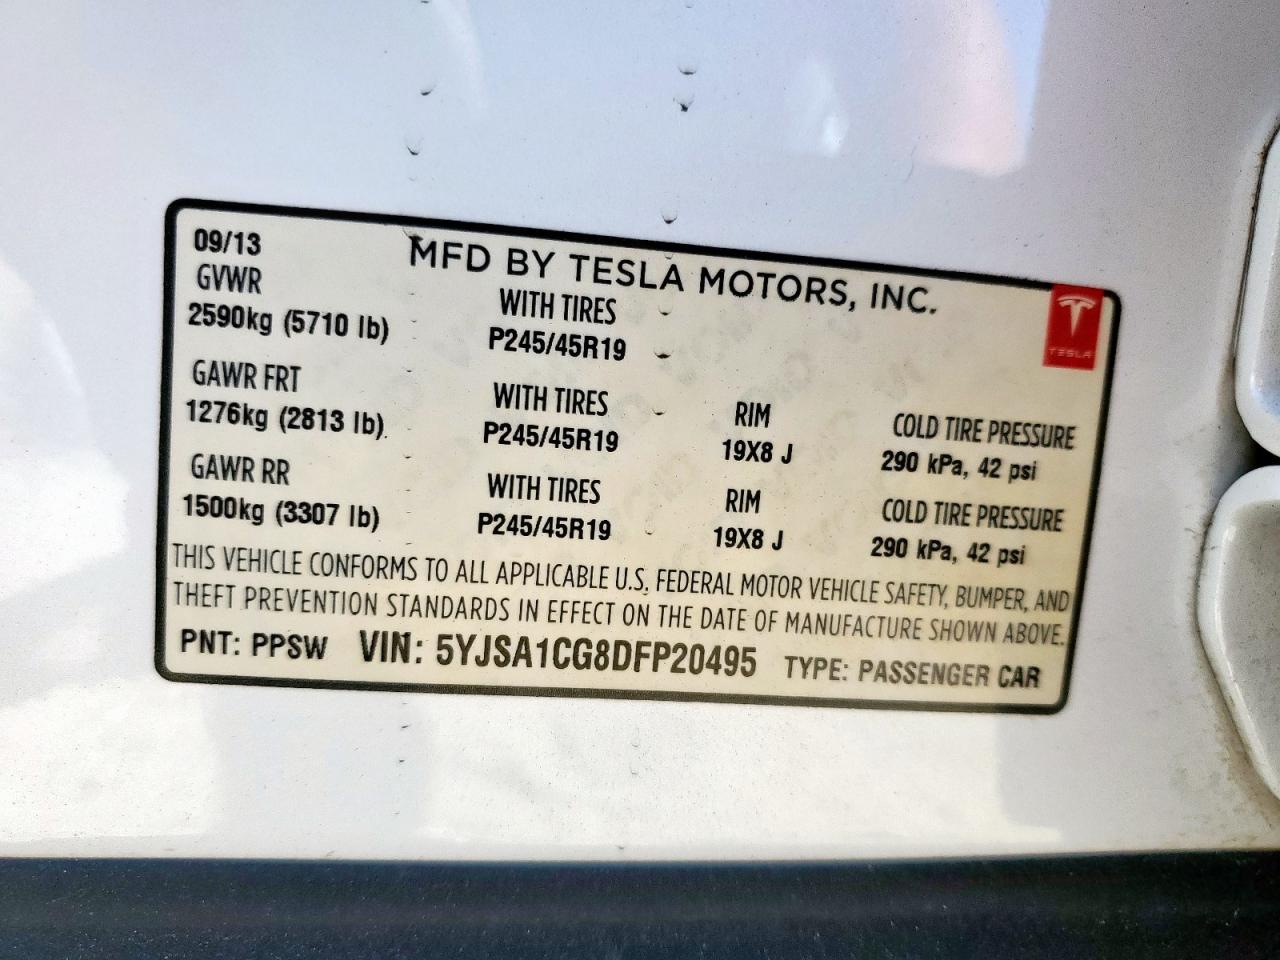 09/13 MFD BY TESLA MOTORS, INC.
GVWR WITH TIRES
2590kg (5710 lb) P245/45R19
TESLA
GAWR FRT WITH TIRES RIM COLD TIRE PRESSURE
1276kg (2813 lb) P245/45R19 19X8 J 290 kPa, 42 psi
GAWR RR WITH TIRES RIM COLD TIRE PRESSURE
1500kg (3307 lb) P245/45R19 19X8 J 290 kPa, 42 psi
THIS VEHICLE CONFORMS TO ALL APPLICABLE U.S. FEDERAL MOTOR VEHICLE SAFETY, BUMPER, AND
THEFT PREVENTION STANDARDS IN EFFECT ON THE DATE OF MANUFACTURE SHOWN ABOVE.
PNT: PPSW VIN: 5YJSA1CG8DFP20495 TYPE: PASSENGER CAR